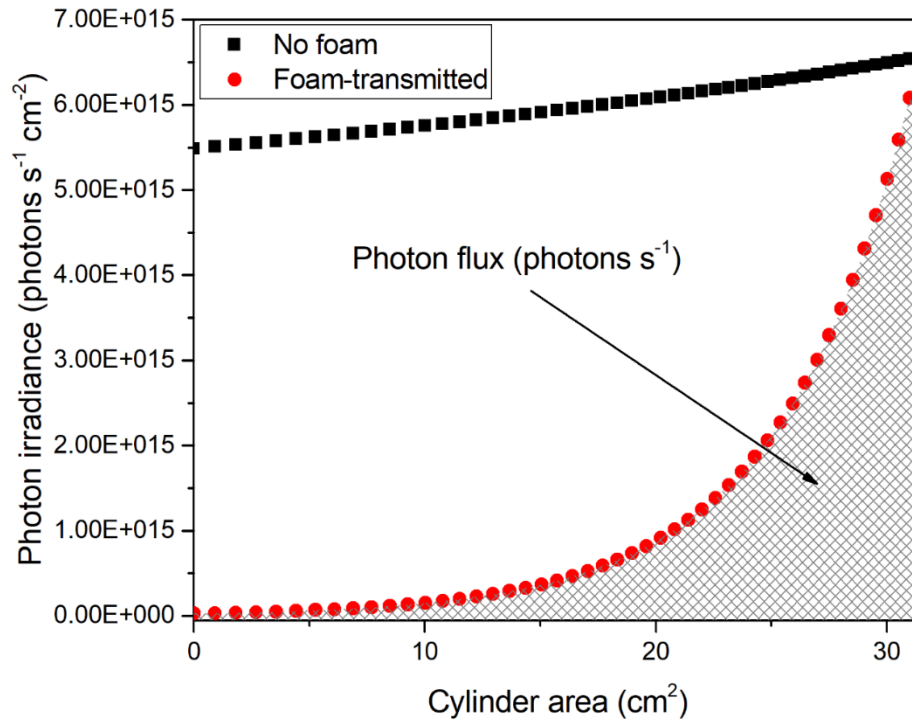 7.00E+015
6.00E+015
5.00E+015
4.00E+015
3.00E+015
2.00E+015
1.00E+015
0.00E+000
Photon irradiance (photons s⁻¹ cm⁻²)
No foam
Foam-transmitted
Photon flux (photons s⁻¹)
0 10 20 30
Cylinder area (cm²)